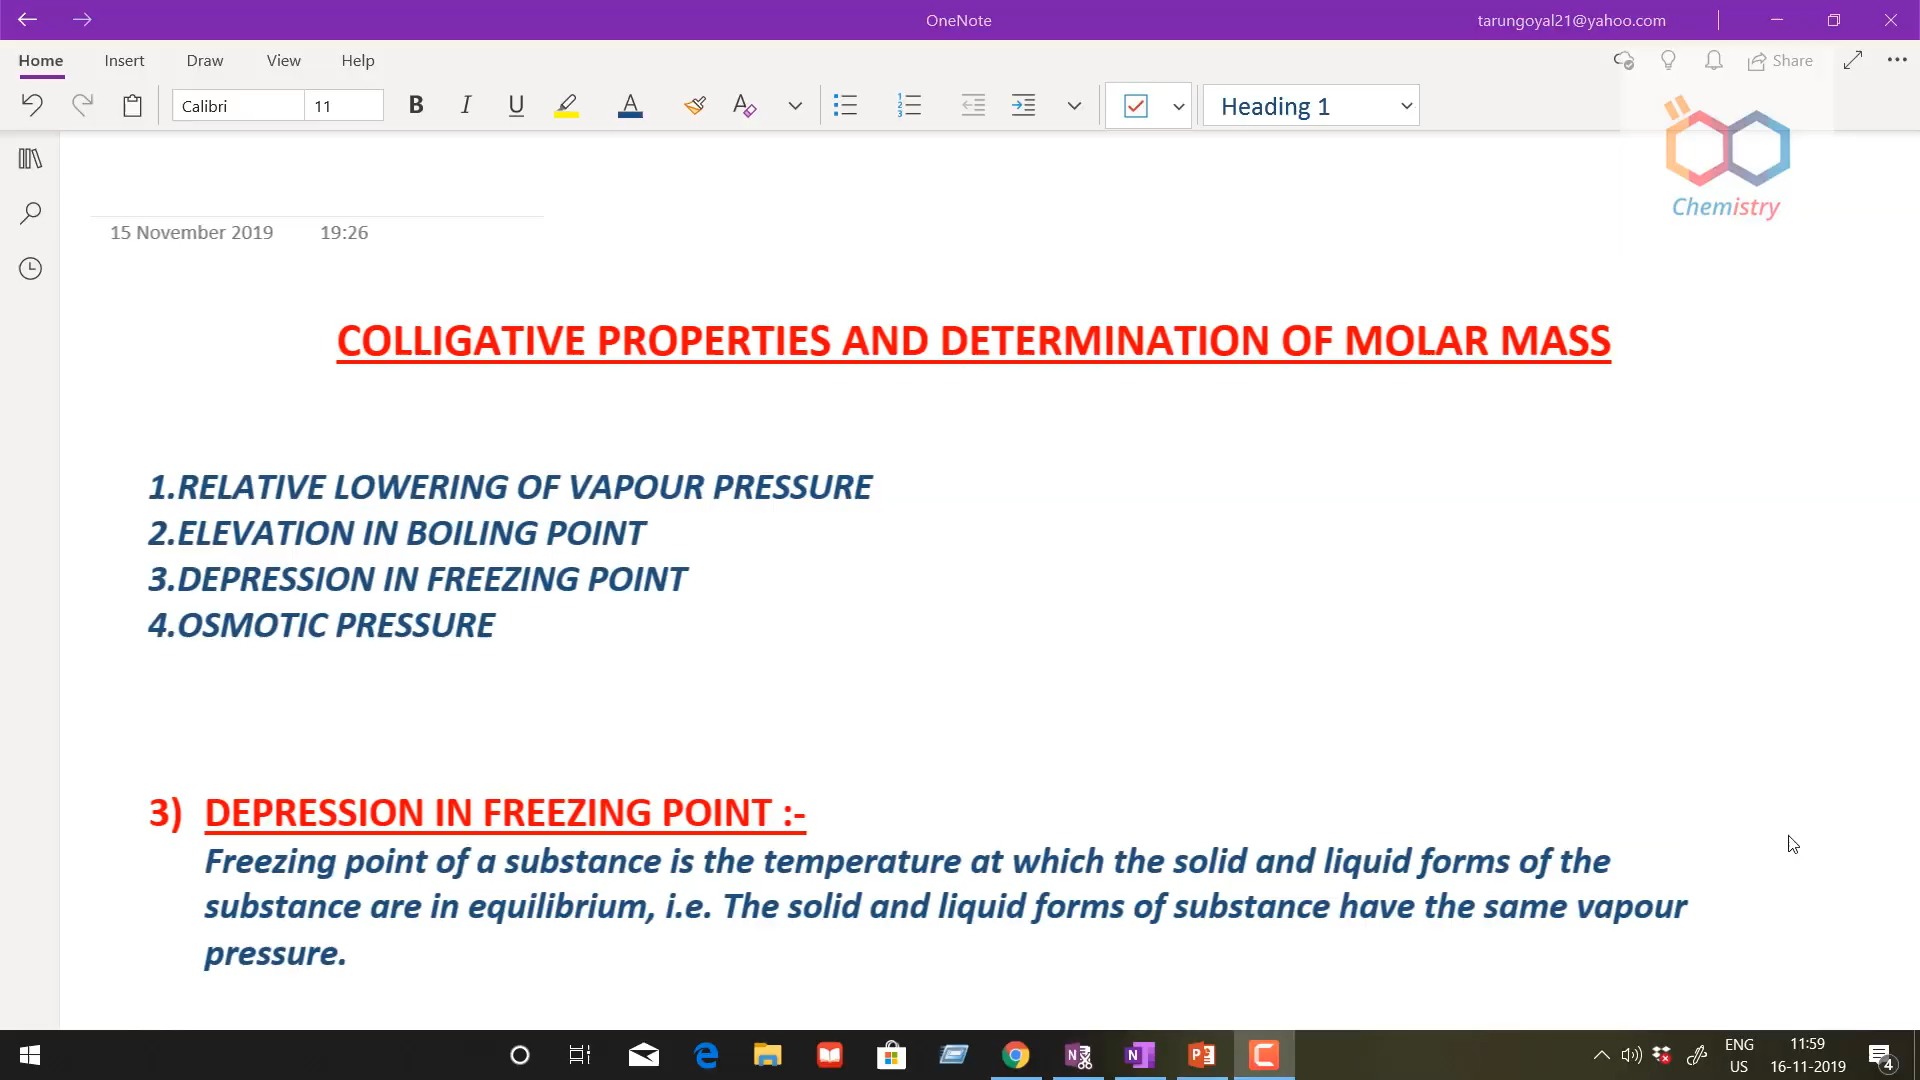 OneNote
tarungoyal21@yahoo.com
Home Insert Draw View Help
Share
Calibri 11 B I U A A Heading 1
Chemistry
15 November 2019 19:26
COLLIGATIVE PROPERTIES AND DETERMINATION OF MOLAR MASS
1.RELATIVE LOWERING OF VAPOUR PRESSURE
2.ELEVATION IN BOILING POINT
3.DEPRESSION IN FREEZING POINT
4.OSMOTIC PRESSURE
3) DEPRESSION IN FREEZING POINT :-
Freezing point of a substance is the temperature at which the solid and liquid forms of the
substance are in equilibrium, i.e. The solid and liquid forms of substance have the same vapour
pressure.
ENG
US
11:59
16-11-2019
4